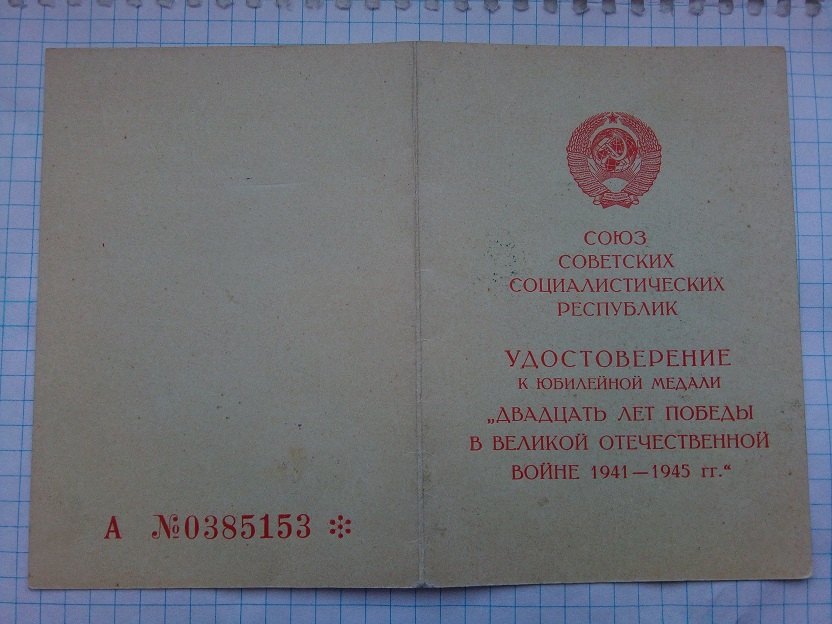 А №0385153
СОЮЗ
СОВЕТСКИХ
СОЦИАЛИСТИЧЕСКИХ
РЕСПУБЛИК
УДОСТОВЕРЕНИЕ
К ЮБИЛЕЙНОЙ МЕДАЛИ
„ДВАДЦАТЬ ЛЕТ ПОБЕДЫ
В ВЕЛИКОЙ ОТЕЧЕСТВЕННОЙ
ВОЙНЕ 1941—1945 гг.“